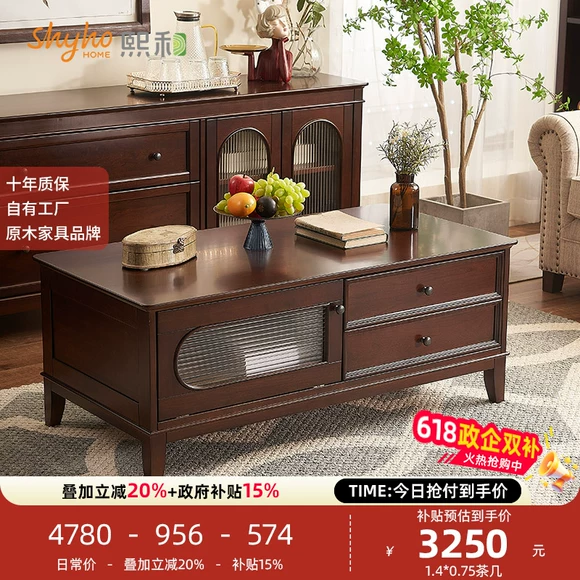 Shyho
HOME
熙和
十年质保
自有工厂
原木家具品牌
618政企双补
火热抢购中
叠加立减20%+政府补贴15%
TIME:今日抢付到手价
4780 - 956 - 574
日常价 - 叠加立减20% - 补贴15%
补贴预估到手价
¥ 3250 元
1.4*0.75茶几